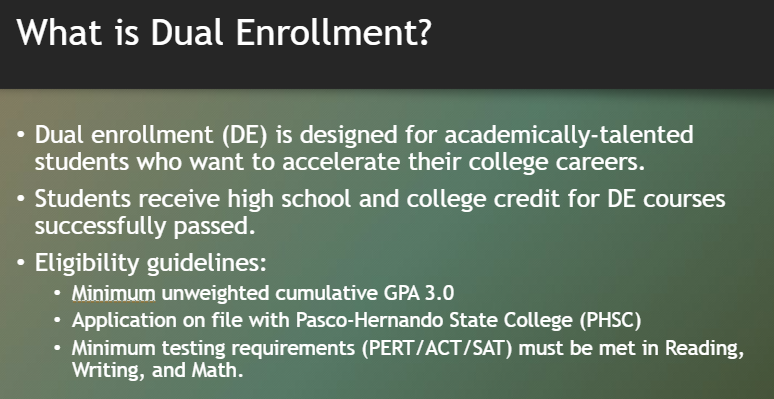 What is Dual Enrollment?
• Dual enrollment (DE) is designed for academically-talented
students who want to accelerate their college careers.
• Students receive high school and college credit for DE courses
successfully passed.
• Eligibility guidelines:
• Minimum unweighted cumulative GPA 3.0
• Application on file with Pasco-Hernando State College (PHSC)
• Minimum testing requirements (PERT/ACT/SAT) must be met in Reading,
Writing, and Math.